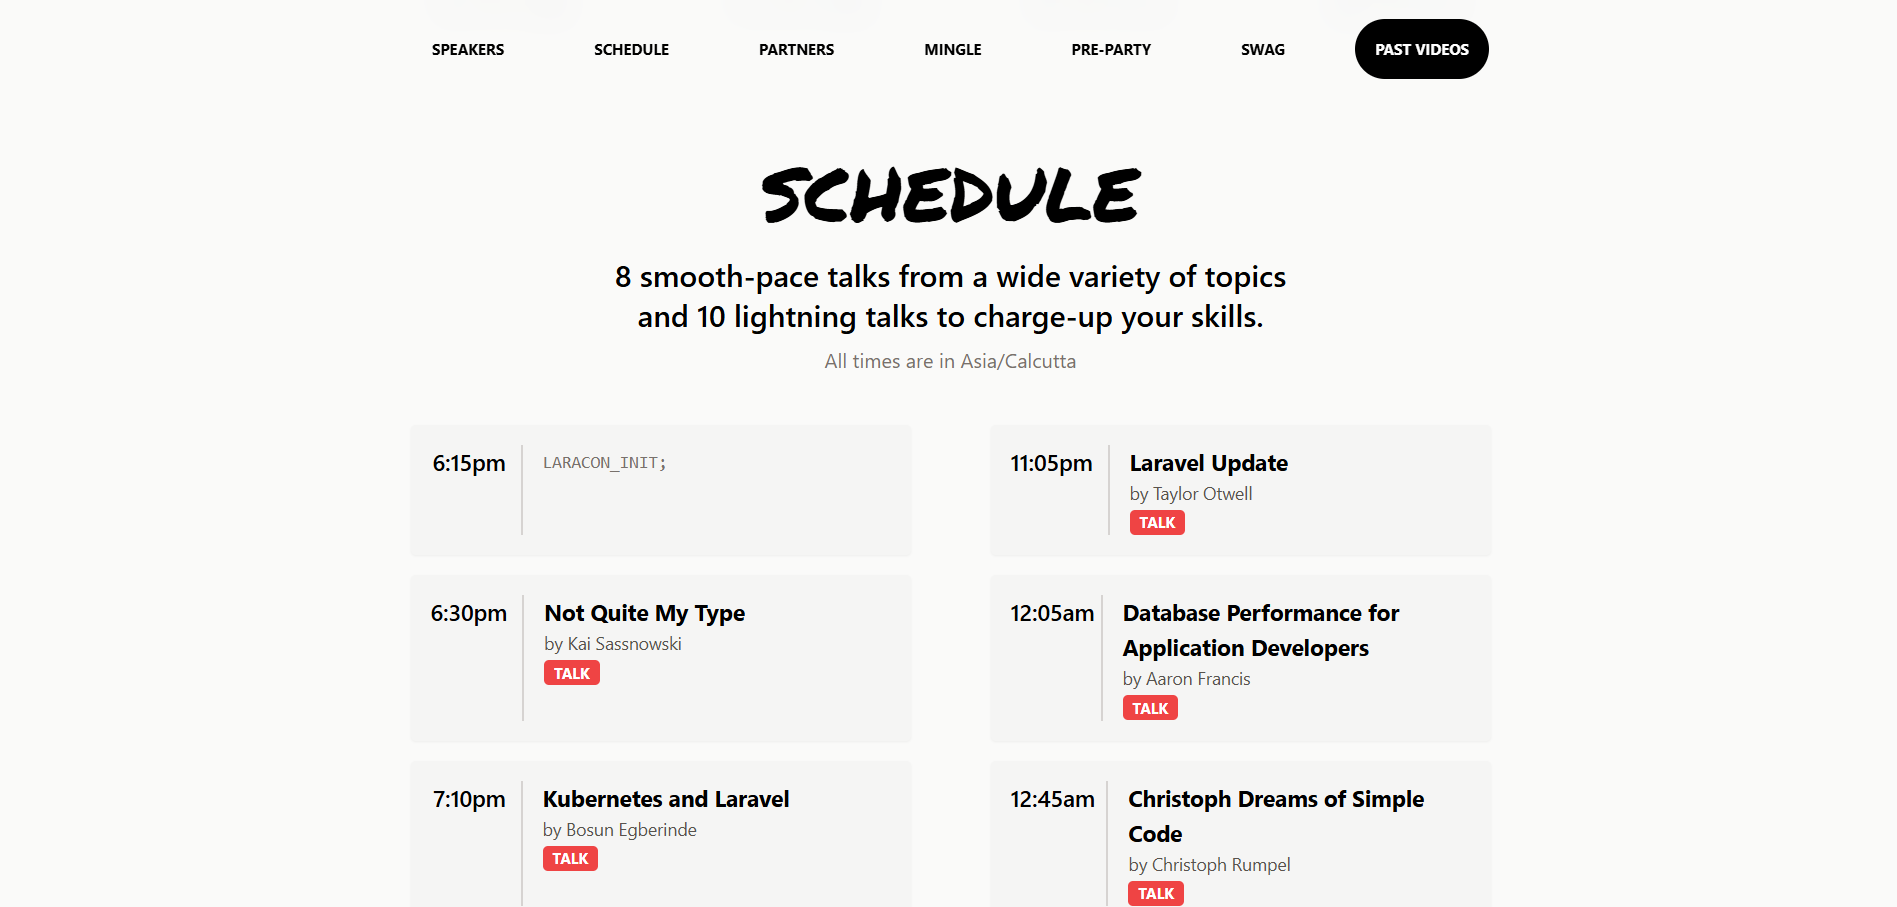 SPEAKERS SCHEDULE PARTNERS MINGLE PRE-PARTY SWAG PAST VIDEOS
SCHEDULE
8 smooth-pace talks from a wide variety of topics
and 10 lightning talks to charge-up your skills.
All times are in Asia/Calcutta
6:15pm LARACON_INIT;
6:30pm Not Quite My Type
by Kai Sassnowski
TALK
7:10pm Kubernetes and Laravel
by Bosun Egberinde
TALK
11:05pm Laravel Update
by Taylor Otwell
TALK
12:05am Database Performance for
Application Developers
by Aaron Francis
TALK
12:45am Christoph Dreams of Simple
Code
by Christoph Rumpel
TALK